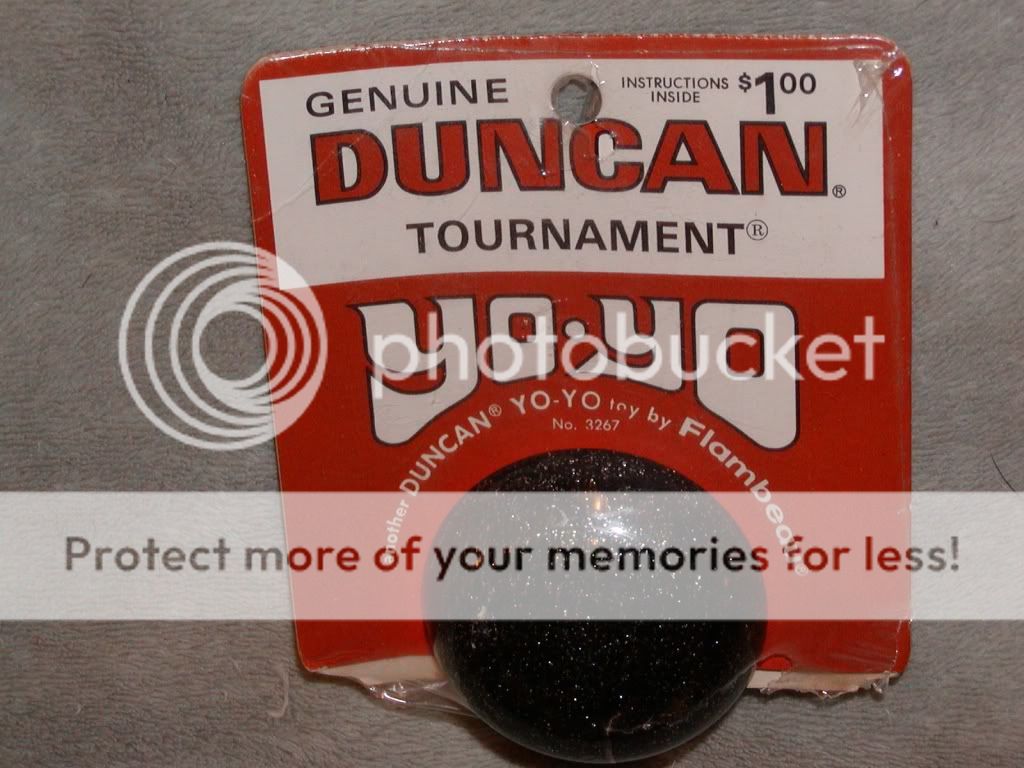 GENUINE
INSTRUCTIONS
INSIDE
$1.00
DUNCAN®
TOURNAMENT®
YO·YO
photobucket
another DUNCAN® YO-YO toy by Flambeau®
No. 3267
Protect more of your memories for less!